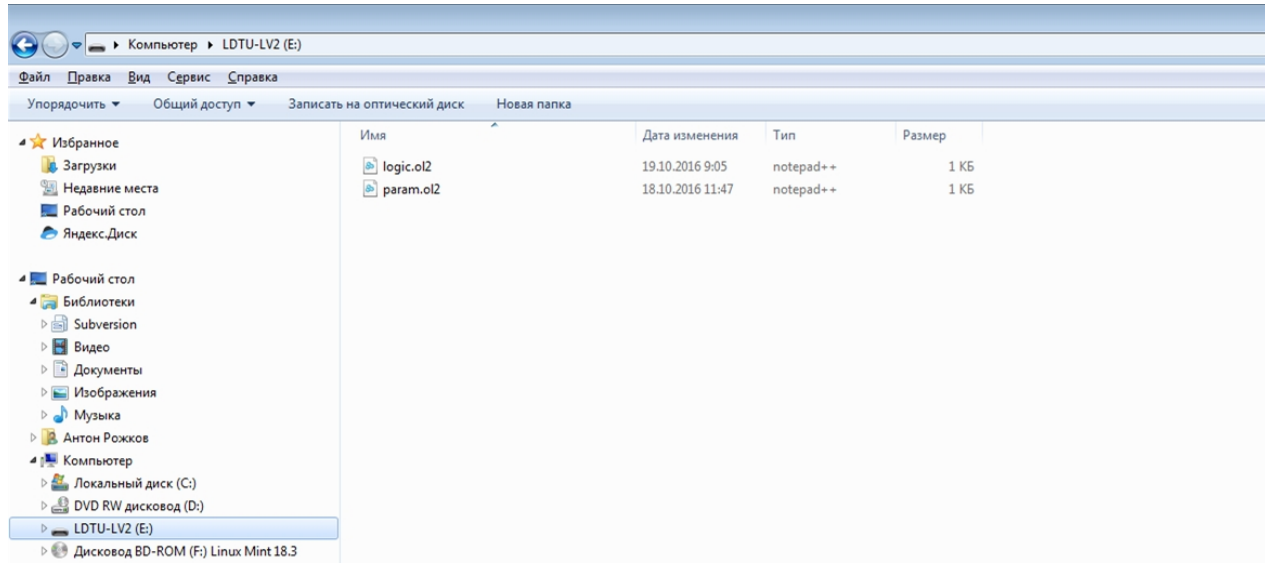 Компьютер LDTU-LV2 (E:)
Файл Правка Вид Сервис Справка
Упорядочить Общий доступ Записать на оптический диск Новая папка
Имя Дата изменения Тип Размер
logic.ol2 19.10.2016 9:05 notepad++ 1 КБ
param.ol2 18.10.2016 11:47 notepad++ 1 КБ
Избранное
Загрузки
Недавние места
Рабочий стол
Яндекс.Диск
Рабочий стол
Библиотеки
Subversion
Видео
Документы
Изображения
Музыка
Антон Рожков
Компьютер
Локальный диск (C:)
DVD RW дисковод (D:)
LDTU-LV2 (E:)
Дисковод BD-ROM (F:) Linux Mint 18.3